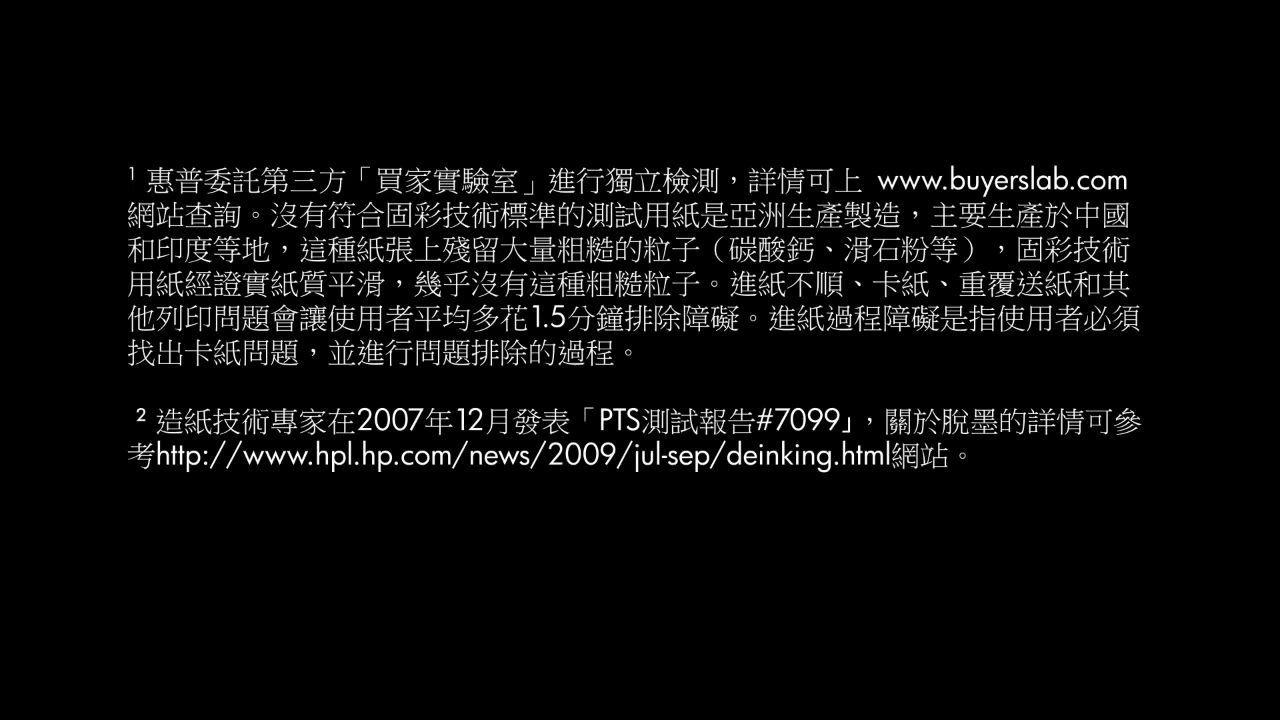 ¹ 惠普委託第三方「買家實驗室」進行獨立檢測，詳情可上 www.buyerslab.com
網站查詢。沒有符合固彩技術標準的測試用紙是亞洲生產製造，主要生產於中國
和印度等地，這種紙張上殘留大量粗糙的粒子（碳酸鈣、滑石粉等），固彩技術
用紙經證實紙質平滑，幾乎沒有這種粗糙粒子。進紙不順、卡紙、重覆送紙和其
他列印問題會讓使用者平均多花1.5分鐘排除障礙。進紙過程障礙是指使用者必須
找出卡紙問題，並進行問題排除的過程。
² 造紙技術專家在2007年12月發表「PTS測試報告#7099」，關於脫墨的詳情可參
考http://www.hpl.hp.com/news/2009/jul-sep/deinking.html網站。